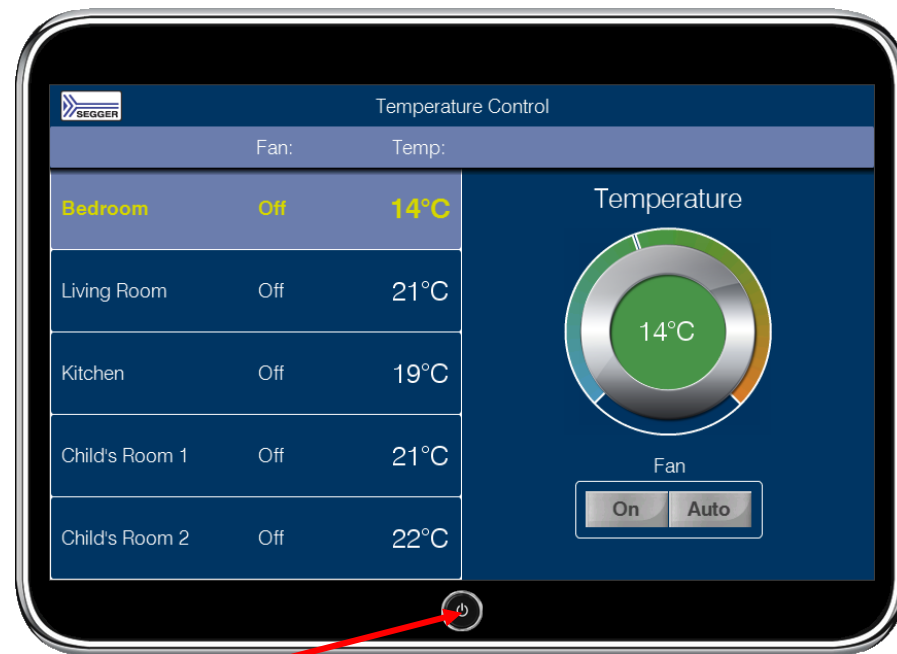 SEGGER
Temperature Control
Fan: Temp:
Bedroom Off 14°C
Living Room Off 21°C
Kitchen Off 19°C
Child's Room 1 Off 21°C
Child's Room 2 Off 22°C
Temperature
14°C
Fan
On Auto